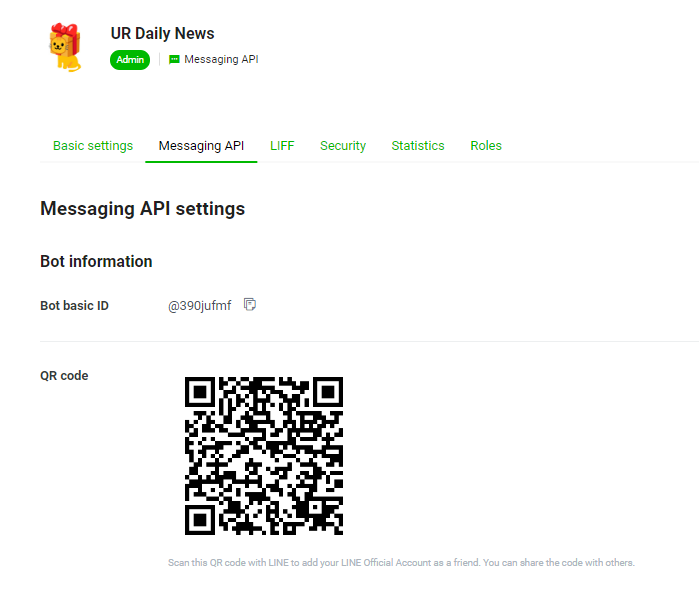 UR Daily News
Admin Messaging API
Basic settings Messaging API LIFF Security Statistics Roles
Messaging API settings
Bot information
Bot basic ID @390jufmf
QR code
Scan this QR code with LINE to add your LINE Official Account as a friend. You can share the code with others.